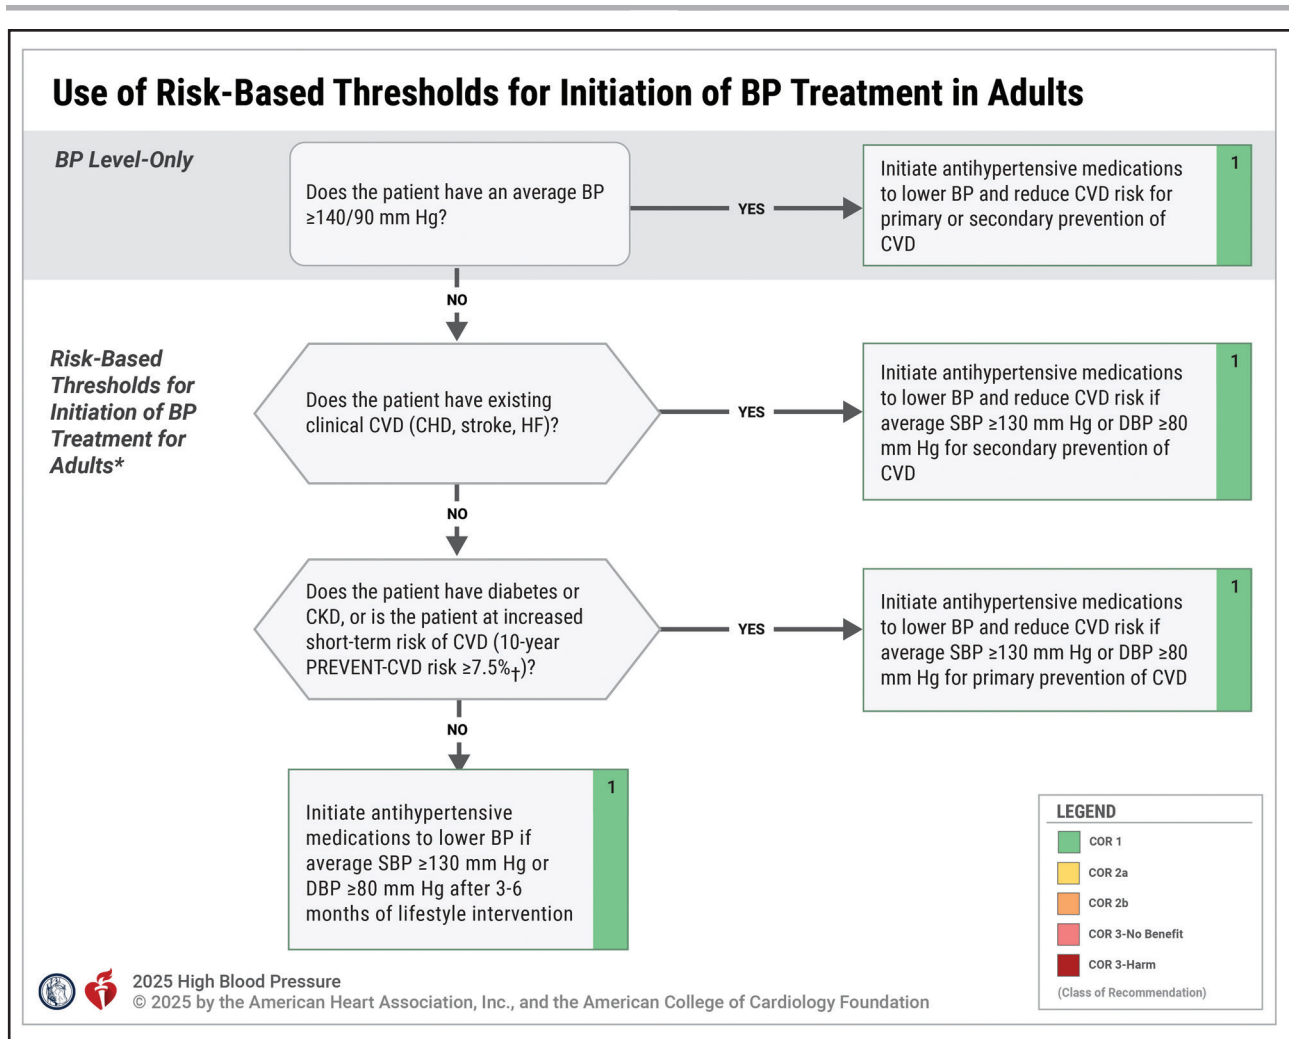 Use of Risk-Based Thresholds for Initiation of BP Treatment in Adults
BP Level-Only
Does the patient have an average BP
≥140/90 mm Hg?
YES
Initiate antihypertensive medications
to lower BP and reduce CVD risk for
primary or secondary prevention of
CVD
1
NO
Risk-Based
Thresholds for
Initiation of BP
Treatment for
Adults*
Does the patient have existing
clinical CVD (CHD, stroke, HF)?
YES
Initiate antihypertensive medications
to lower BP and reduce CVD risk if
average SBP ≥130 mm Hg or DBP ≥80
mm Hg for secondary prevention of
CVD
1
NO
Does the patient have diabetes or
CKD, or is the patient at increased
short-term risk of CVD (10-year
PREVENT-CVD risk ≥7.5%†)?
YES
Initiate antihypertensive medications
to lower BP and reduce CVD risk if
average SBP ≥130 mm Hg or DBP ≥80
mm Hg for primary prevention of CVD
1
NO
Initiate antihypertensive
medications to lower BP if
average SBP ≥130 mm Hg or
DBP ≥80 mm Hg after 3-6
months of lifestyle intervention
1
LEGEND
COR 1
COR 2a
COR 2b
COR 3-No Benefit
COR 3-Harm
(Class of Recommendation)
2025 High Blood Pressure
© 2025 by the American Heart Association, Inc., and the American College of Cardiology Foundation